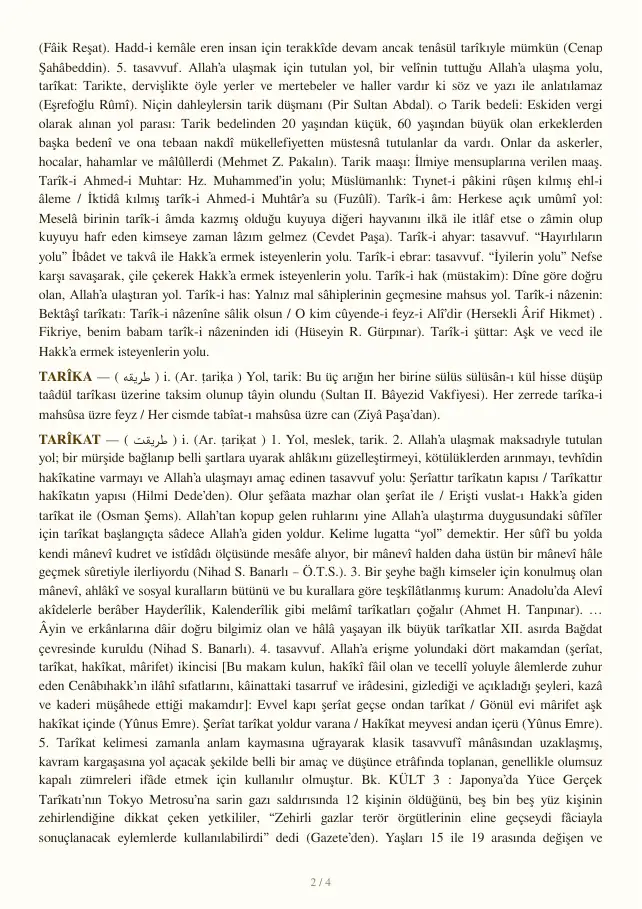 (Fâik Reşat). Hadd-i kemâle eren insan için terakkîde devam ancak tenâsül tarîkıyle mümkün (Cenap
Şahâbeddin). 5. tasavvuf. Allah’a ulaşmak için tutulan yol, bir velînin tuttuğu Allah’a ulaşma yolu,
tarîkat: Tarikte, dervişlikte öyle yerler ve mertebeler ve haller vardır ki söz ve yazı ile anlatılamaz
(Eşrefoğlu Rûmî). Niçin dahleylersin tarik düşmanı (Pir Sultan Abdal). ѻ Tarik bedeli: Eskiden vergi
olarak alınan yol parası: Tarik bedelinden 20 yaşından küçük, 60 yaşından büyük olan erkeklerden
başka bedenî ve ona tebaan nakdî mükellefiyetten müstesnâ tutulanlar da vardı. Onlar da askerler,
hocalar, hahamlar ve mâlûllerdi (Mehmet Z. Pakalın). Tarik maaşı: İlmiye mensuplarına verilen maaş.
Tarîk-i Ahmed-i Muhtar: Hz. Muhammed’in yolu; Müslümanlık: Tıynet-i pâkini rûşen kılmış ehl-i
âleme / İktidâ kılmış tarîk-i Ahmed-i Muhtâr’a su (Fuzûlî). Tarîk-i âm: Herkese açık umûmî yol:
Meselâ birinin tarîk-i âmda kazmış olduğu kuyuya diğeri hayvanını ilkā ile itlâf etse o zâmin olup
kuyuyu hafr eden kimseye zaman lâzım gelmez (Cevdet Paşa). Tarîk-i ahyar: tasavvuf. “Hayırlıların
yolu” İbâdet ve takvâ ile Hakk’a ermek isteyenlerin yolu. Tarîk-i ebrar: tasavvuf. “İyilerin yolu” Nefse
karşı savaşarak, çile çekerek Hakk’a ermek isteyenlerin yolu. Tarîk-i hak (müstakim): Dîne göre doğru
olan, Allah’a ulaştıran yol. Tarîk-i has: Yalnız mal sâhiplerinin geçmesine mahsus yol. Tarîk-i nâzenin:
Bektâşî tarîkatı: Tarîk-i nâzenîne sâlik olsun / O kim cûyende-i feyz-i Alî’dir (Hersekli Ârif Hikmet) .
Fikriye, benim babam tarîk-i nâzeninden idi (Hüseyin R. Gürpınar). Tarîk-i şüttar: Aşk ve vecd ile
Hakk’a ermek isteyenlerin yolu.
TARÎKA — ( طريقه ) i. (Ar. ṭariḳa ) Yol, tarik: Bu üç arığın her birine sülüs sülüsân-ı kül hisse düşüp
taâdül tarîkası üzerine taksim olunup tâyin olundu (Sultan II. Bâyezid Vakfiyesi). Her zerrede tarîka-i
mahsûsa üzre feyz / Her cismde tabîat-ı mahsûsa üzre can (Ziyâ Paşa’dan).
TARÎKAT — ( طريقت ) i. (Ar. ṭariḳat ) 1. Yol, meslek, tarik. 2. Allah’a ulaşmak maksadıyle tutulan
yol; bir mürşide bağlanıp belli şartlara uyarak ahlâkını güzelleştirmeyi, kötülüklerden arınmayı, tevhîdin
hakîkatine varmayı ve Allah’a ulaşmayı amaç edinen tasavvuf yolu: Şerîattır tarîkatın kapısı / Tarîkattır
hakîkatın yapısı (Hilmi Dede’den). Olur şefâata mazhar olan şerîat ile / Erişti vuslat-ı Hakk’a giden
tarîkat ile (Osman Şems). Allah’tan kopup gelen ruhlarını yine Allah’a ulaştırma duygusundaki sûfîler
için tarîkat başlangıçta sâdece Allah’a giden yoldur. Kelime lugatta “yol” demektir. Her sûfî bu yolda
kendi mânevî kudret ve istîdâdı ölçüsünde mesâfe alıyor, bir mânevî halden daha üstün bir mânevî hâle
geçmek sûretiyle ilerliyordu (Nihad S. Banarlı – Ö.T.S.). 3. Bir şeyhe bağlı kimseler için konulmuş olan
mânevî, ahlâkî ve sosyal kuralların bütünü ve bu kurallara göre teşkîlâtlanmış kurum: Anadolu’da Alevî
akîdelerle berâber Hayderîlik, Kalenderîlik gibi melâmî tarîkatları çoğalır (Ahmet H. Tanpınar). …
Âyin ve erkânlarına dâir doğru bilgimiz olan ve hâlâ yaşayan ilk büyük tarîkatlar XII. asırda Bağdat
çevresinde kuruldu (Nihad S. Banarlı). 4. tasavvuf. Allah’a erişme yolundaki dört makamdan (şerîat,
tarîkat, hakîkat, mârifet) ikincisi [Bu makam kulun, hakîkî fâil olan ve tecellî yoluyle âlemlerde zuhur
eden Cenâbıhakk’ın ilâhî sıfatlarını, kâinattaki tasarruf ve irâdesini, gizlediği ve açıkladığı şeyleri, kazâ
ve kaderi müşâhede ettiği makamdır]: Evvel kapı şerîat geçse ondan tarîkat / Gönül evi mârifet aşk
hakîkat içinde (Yûnus Emre). Şerîat tarîkat yoldur varana / Hakîkat meyvesi andan içerü (Yûnus Emre).
5. Tarîkat kelimesi zamanla anlam kaymasına uğrayarak klasik tasavvufî mânâsından uzaklaşmış,
kavram kargaşasına yol açacak şekilde belli bir amaç ve düşünce etrâfında toplanan, genellikle olumsuz
kapalı zümreleri ifâde etmek için kullanılır olmuştur. Bk. KÜLT 3 : Japonya’da Yüce Gerçek
Tarîkatı’nın Tokyo Metrosu’na sarin gazı saldırısında 12 kişinin öldüğünü, beş bin beş yüz kişinin
zehirlendiğine dikkat çeken yetkililer, “Zehirli gazlar terör örgütlerinin eline geçseydi fâciayla
sonuçlanacak eylemlerde kullanılabilirdi” dedi (Gazete’den). Yaşları 15 ile 19 arasında değişen ve
2 / 4